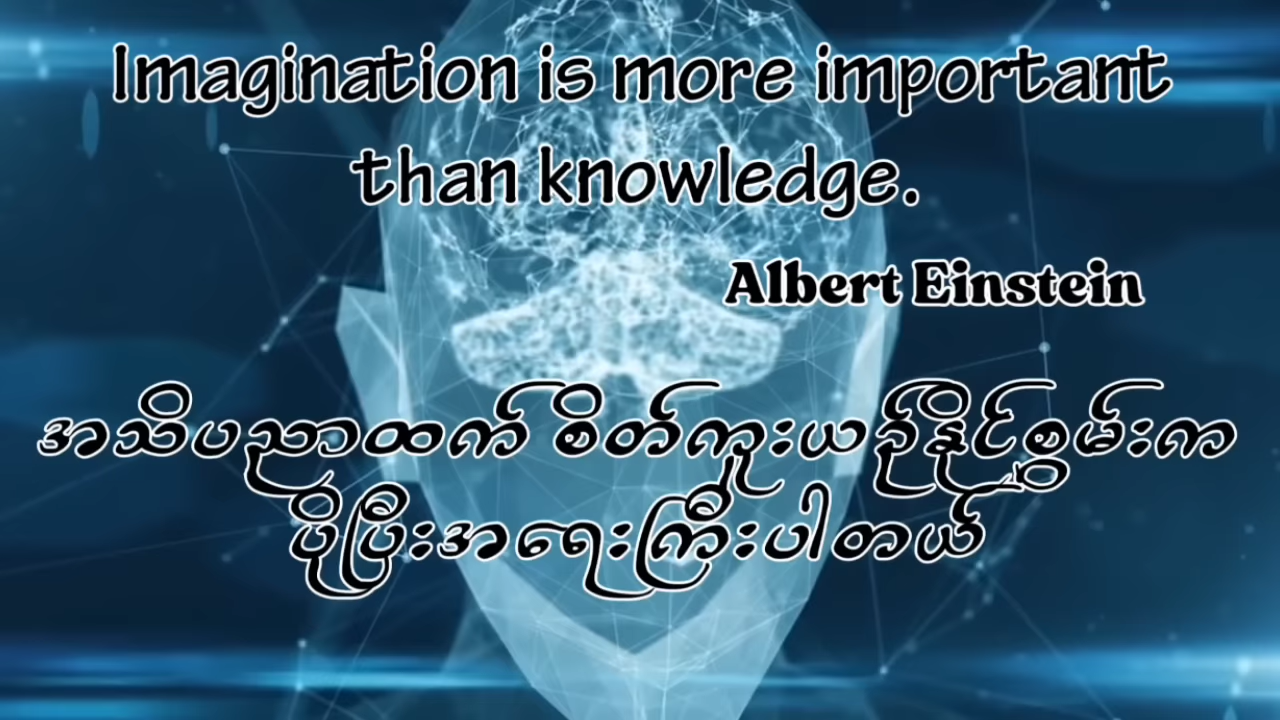 Imagination is more important
than knowledge.
Albert Einstein
အသိပညာထက် စိတ်ကူးယဉ်နိုင်စွမ်းက
ပိုပြီးအရေးကြီးပါတယ်